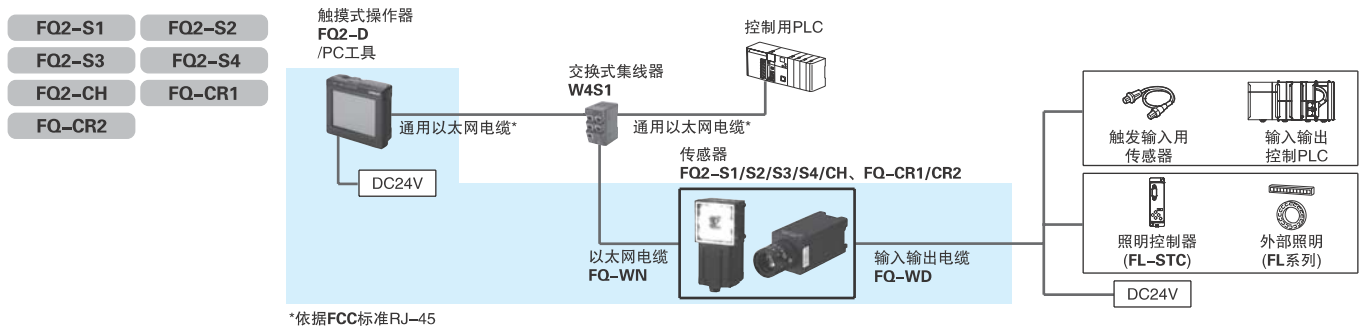 FQ2-S1
FQ2-S2
FQ2-S3
FQ2-S4
FQ2-CH
FQ-CR1
FQ-CR2
触摸式操作器
FQ2-D
/PC工具
DC24V
通用以太网电缆*
交换式集线器
W4S1
通用以太网电缆*
控制用PLC
传感器
FQ2-S1/S2/S3/S4/CH、FQ-CR1/CR2
以太网电缆
FQ-WN
输入输出电缆
FQ-WD
触发输入用
传感器
输入输出
控制PLC
照明控制器
(FL-STC)
外部照明
(FL系列)
DC24V
*依据FCC标准RJ-45